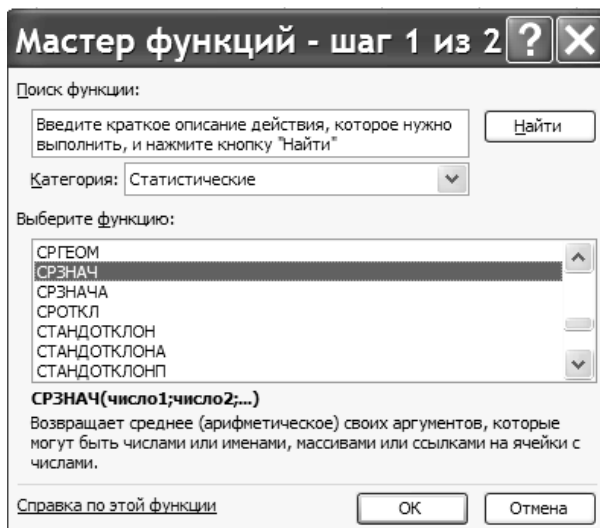 Мастер функций - шаг 1 из 2 ? X
Поиск функции:
Введите краткое описание действия, которое нужно
выполнить, и нажмите кнопку "Найти"
Найти
Категория: Статистические
Выберите функцию:
СРГЕОМ
СРЗНАЧ
СРЗНАЧА
СРОТКЛ
СТАНДОТКЛОН
СТАНДОТКЛОНА
СТАНДОТКЛОНП
СРЗНАЧ(число1;число2;...)
Возвращает среднее (арифметическое) своих аргументов, которые
могут быть числами или именами, массивами или ссылками на ячейки с
числами.
Справка по этой функции
ОК
Отмена